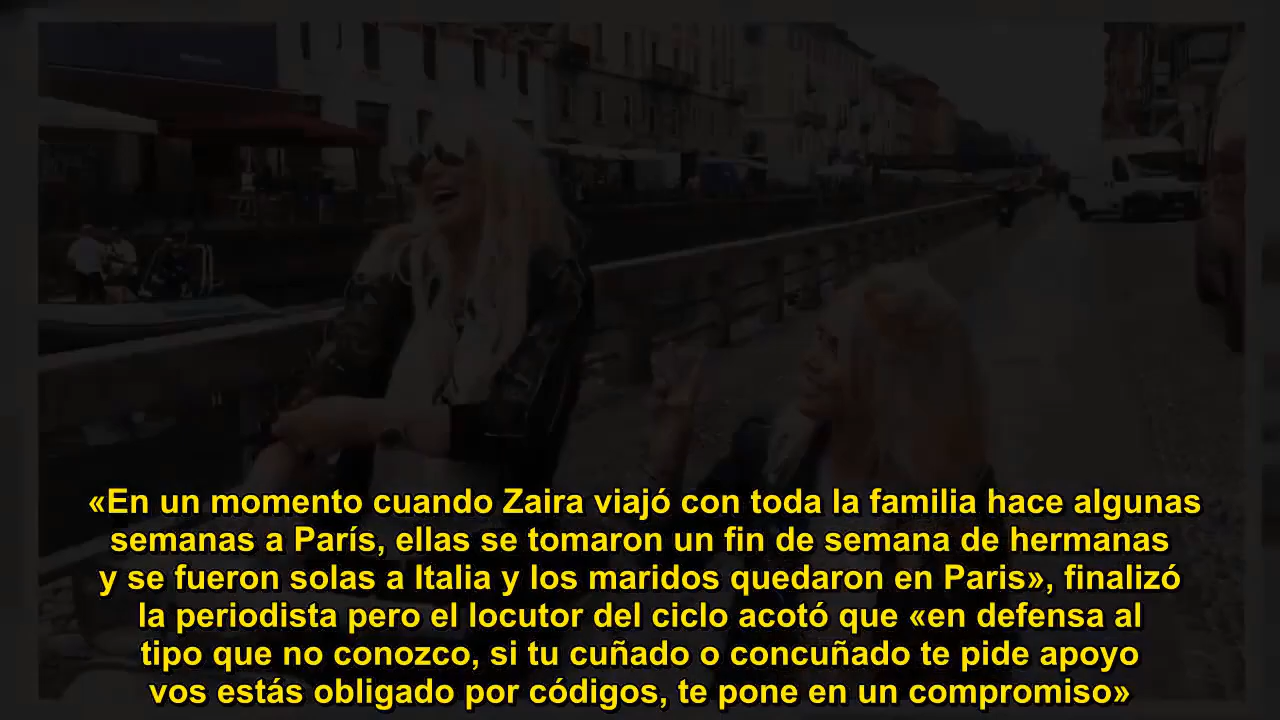 «En un momento cuando Zaira viajó con toda la familia hace algunas
semanas a París, ellas se tomaron un fin de semana de hermanas
y se fueron solas a Italia y los maridos quedaron en Paris», finalizó
la periodista pero el locutor del ciclo acotó que «en defensa al
tipo que no conozco, si tu cuñado o concuñado te pide apoyo
vos estás obligado por códigos, te pone en un compromiso»